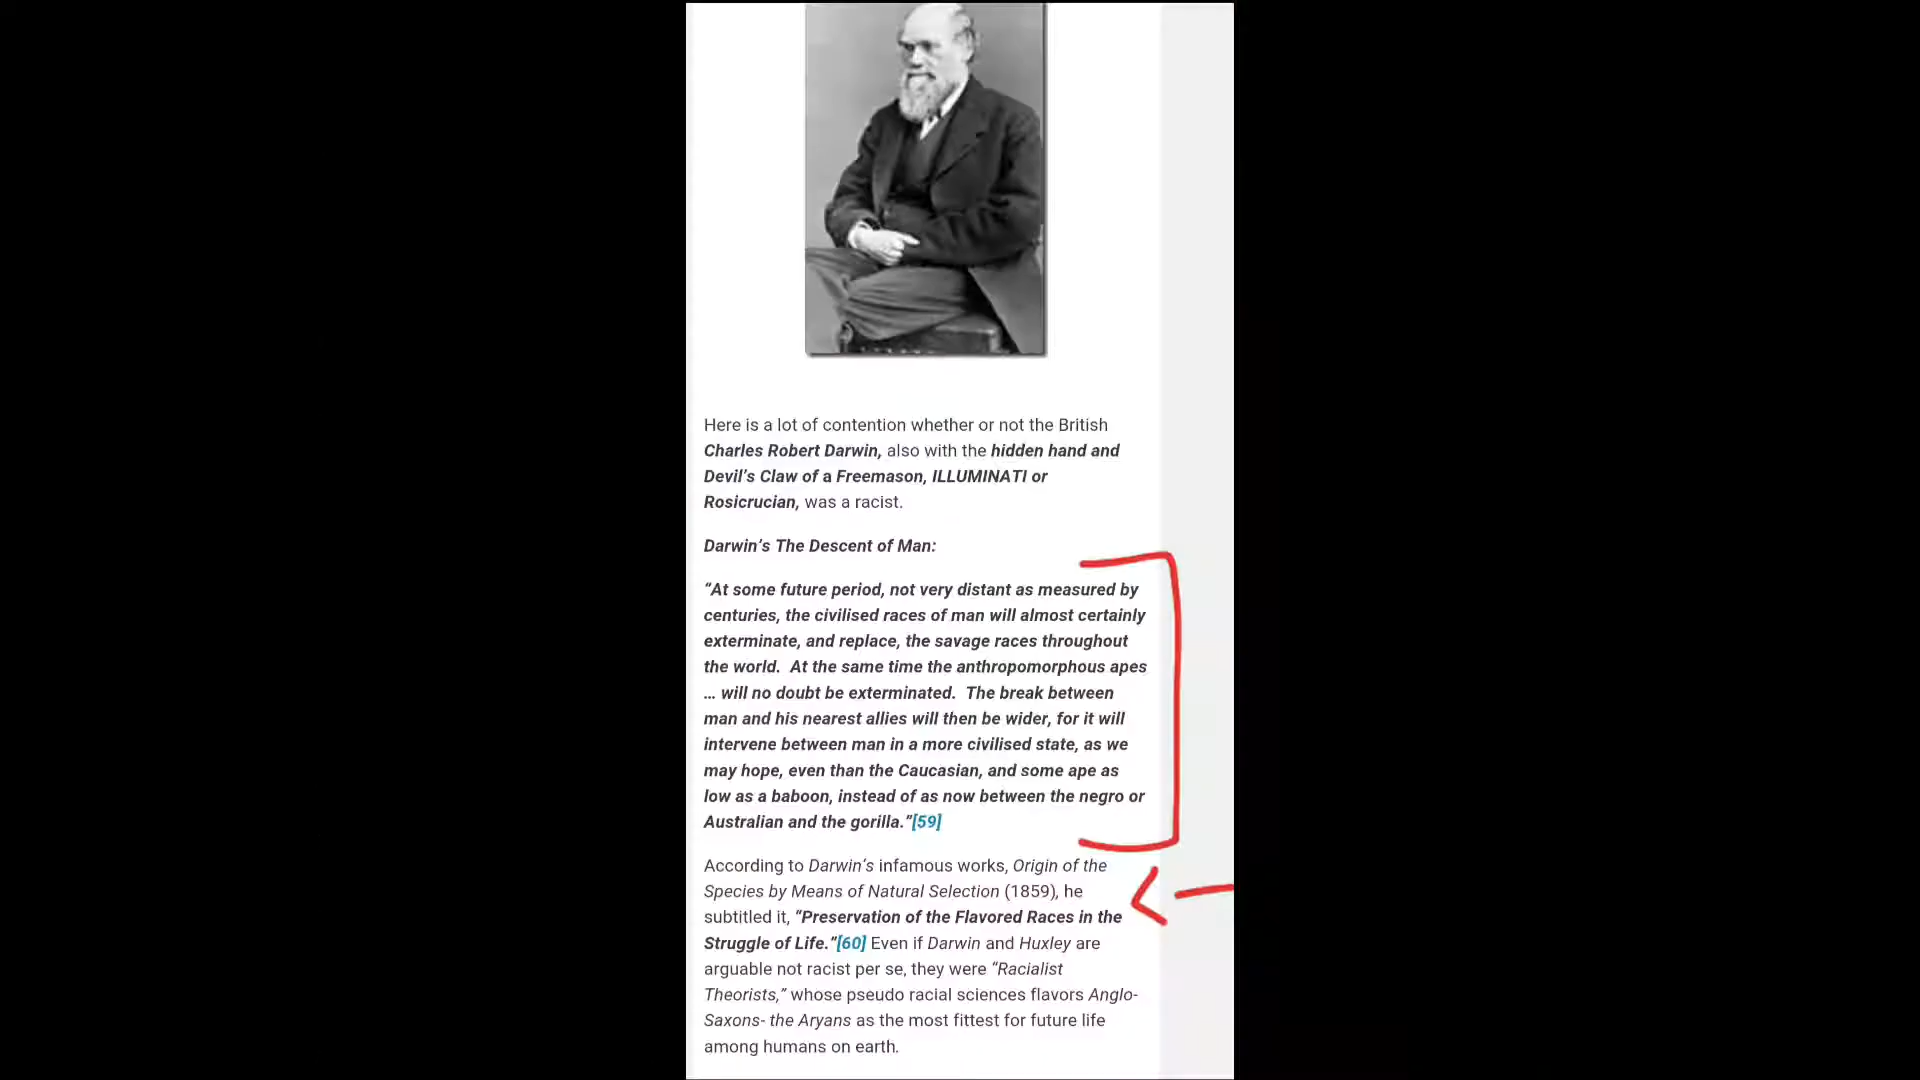 Here is a lot of contention whether or not the British
Charles Robert Darwin, also with the hidden hand and
Devil’s Claw of a Freemason, ILLUMINATI or
Rosicrucian, was a racist.
Darwin’s The Descent of Man:
“At some future period, not very distant as measured by
centuries, the civilised races of man will almost certainly
exterminate, and replace, the savage races throughout
the world.  At the same time the anthropomorphous apes
… will no doubt be exterminated.  The break between
man and his nearest allies will then be wider, for it will
intervene between man in a more civilised state, as we
may hope, even than the Caucasian, and some ape as
low as a baboon, instead of as now between the negro or
Australian and the gorilla.”[59]
According to Darwin‘s infamous works, Origin of the
Species by Means of Natural Selection (1859), he
subtitled it, “Preservation of the Flavored Races in the
Struggle of Life.”[60] Even if Darwin and Huxley are
arguable not racist per se, they were “Racialist
Theorists,” whose pseudo racial sciences flavors Anglo-
Saxons- the Aryans as the most fittest for future life
among humans on earth.